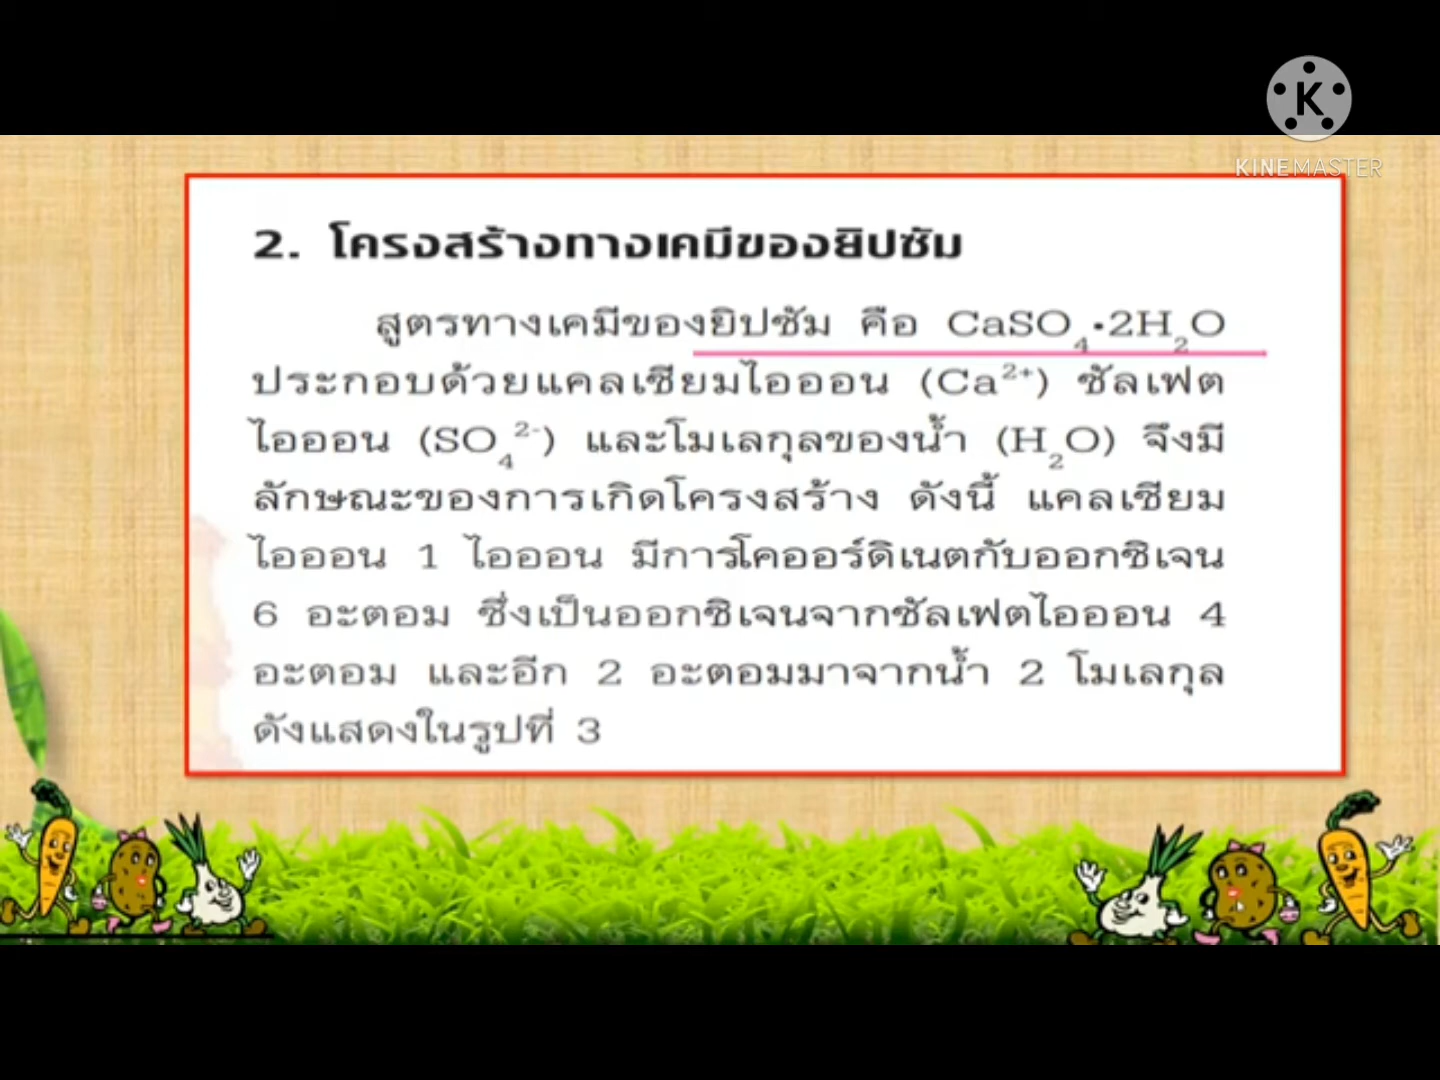 K
KINEMASTER
2. โครงสร้างทางเคมีของยิปซัม
สูตรทางเคมีของยิปซัม คือ CaSO₄·2H₂O
ประกอบด้วยแคลเซียมไอออน (Ca²⁺) ซัลเฟต
ไอออน (SO₄²⁻) และโมเลกุลของน้ำ (H₂O) จึงมี
ลักษณะของการเกิดโครงสร้าง ดังนี้ แคลเซียม
ไอออน 1 ไอออน มีการโคออร์ดิเนตกับออกซิเจน
6 อะตอม ซึ่งเป็นออกซิเจนจากซัลเฟตไอออน 4
อะตอม และอีก 2 อะตอมมาจากน้ำ 2 โมเลกุล
ดังแสดงในรูปที่ 3